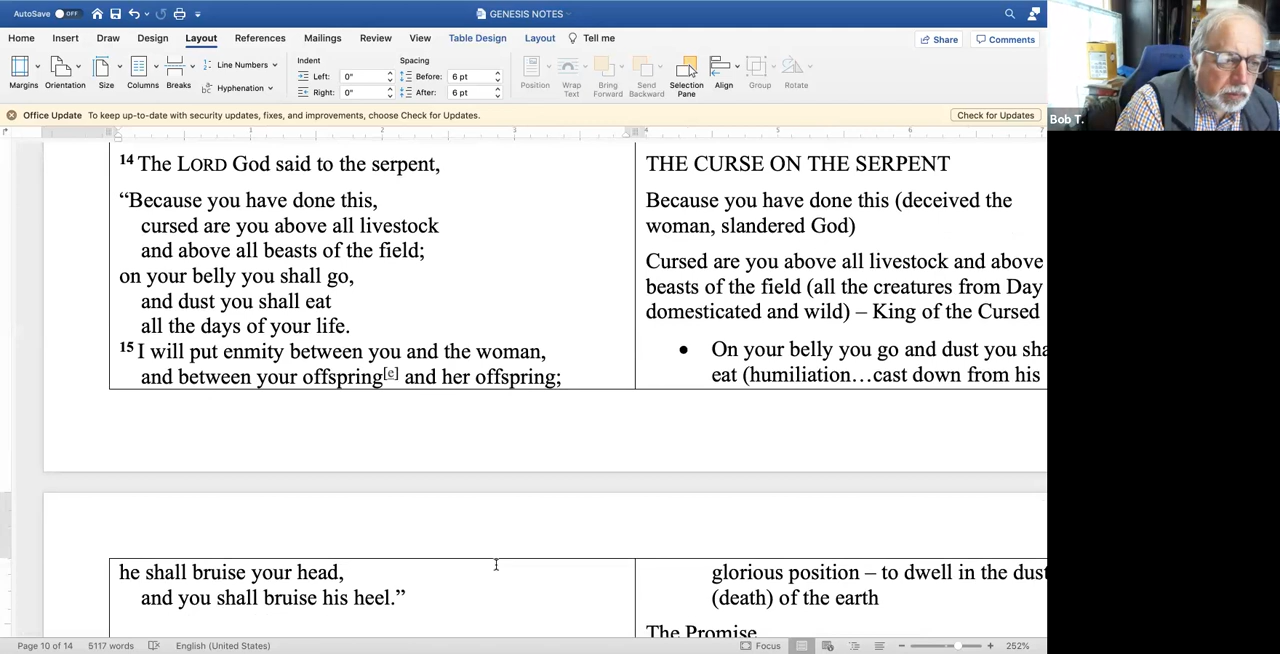 AutoSave OFF GENESIS NOTES
Home Insert Draw Design Layout References Mailings Review View Table Design Layout Tell me Share Comments
Margins Orientation Size Columns Breaks Line Numbers Hyphenation
Indent Left: 0" Right: 0"
Spacing Before: 6 pt After: 6 pt
Position Wrap Text Bring Forward Send Backward Selection Pane Align Group Rotate
Office Update To keep up-to-date with security updates, fixes, and improvements, choose Check for Updates. Check for Updates
Bob T.
1 2 3 4 5 6 7
14 The LORD God said to the serpent,
“Because you have done this,
cursed are you above all livestock
and above all beasts of the field;
on your belly you shall go,
and dust you shall eat
all the days of your life.
15 I will put enmity between you and the woman,
and between your offspring[e] and her offspring;
he shall bruise your head,
and you shall bruise his heel.”
THE CURSE ON THE SERPENT
Because you have done this (deceived the
woman, slandered God)
Cursed are you above all livestock and above
beasts of the field (all the creatures from Day
domesticated and wild) – King of the Cursed
• On your belly you go and dust you sha
eat (humiliation…cast down from his
glorious position – to dwell in the dust
(death) of the earth
The Promise
Page 10 of 14 5117 words English (United States) Focus 252%